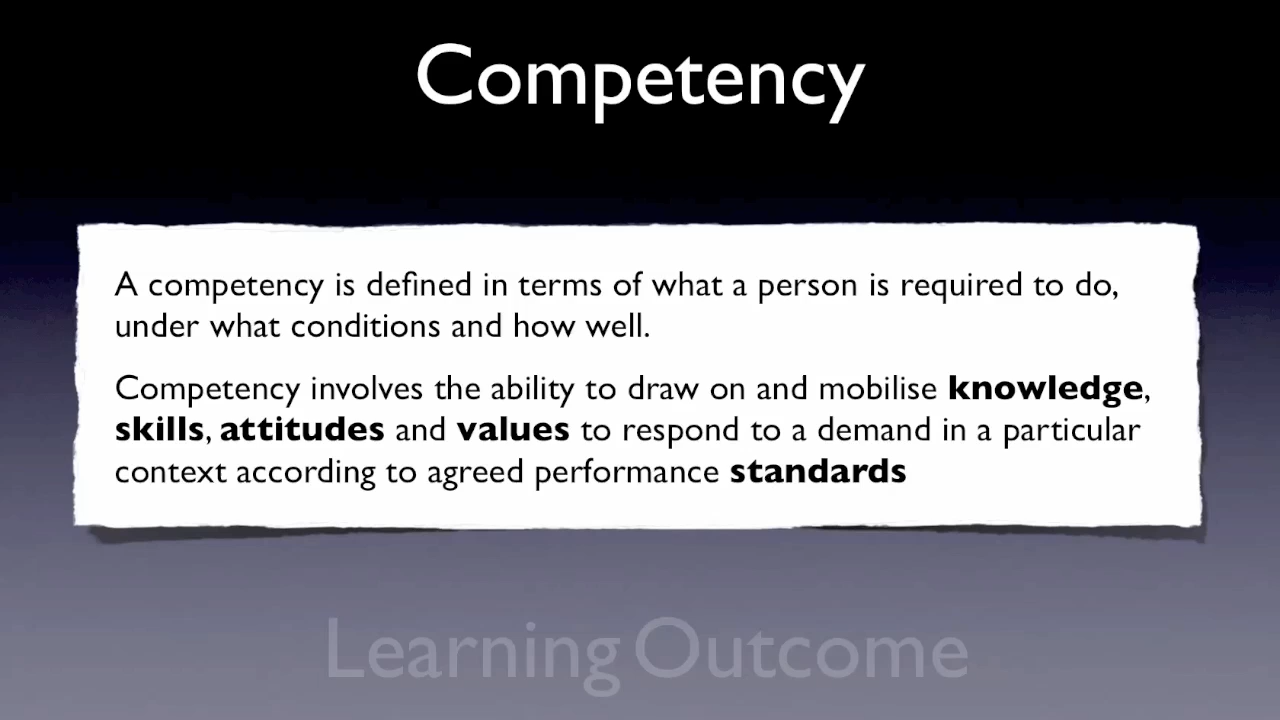 Competency
A competency is defined in terms of what a person is required to do,
under what conditions and how well.
Competency involves the ability to draw on and mobilise knowledge,
skills, attitudes and values to respond to a demand in a particular
context according to agreed performance standards
Learning Outcome